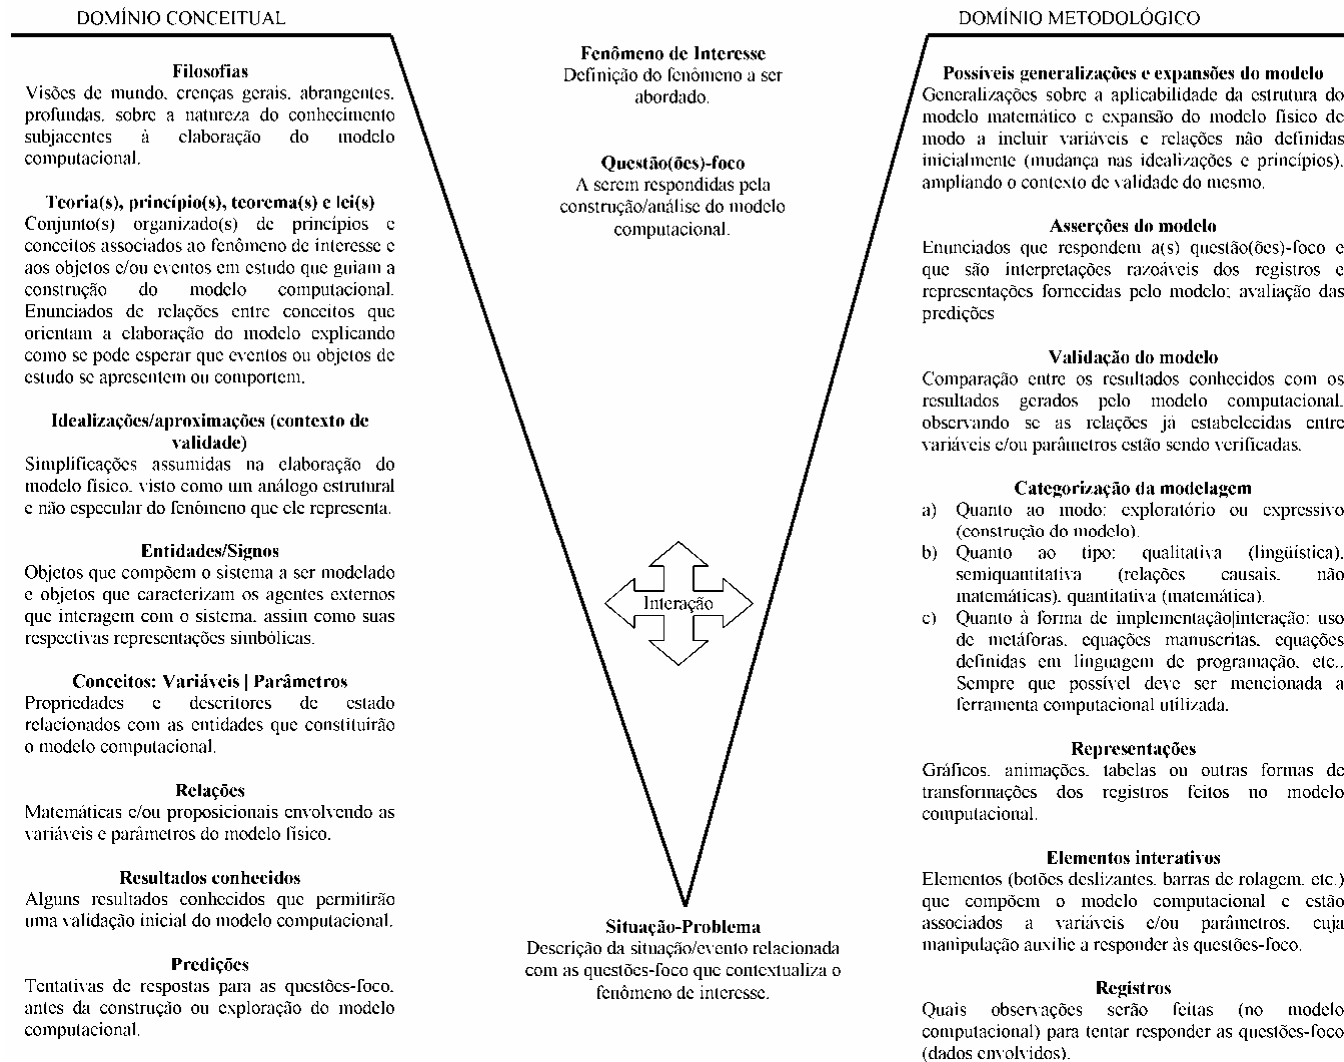 DOMÍNIO CONCEITUAL
Filosofias
Visões de mundo, crenças gerais, abrangentes,
profundas, sobre a natureza do conhecimento
subjacentes à elaboração do modelo
computacional.
Teoria(s), princípio(s), teorema(s) e lei(s)
Conjunto(s) organizado(s) de princípios e
conceitos associados ao fenômeno de interesse e
aos objetos e/ou eventos em estudo que guiam a
construção do modelo computacional.
Enunciados de relações entre conceitos que
orientam a elaboração do modelo explicando
como se pode esperar que eventos ou objetos de
estudo se apresentem ou comportem.
Idealizações/aproximações (contexto de
validade)
Simplificações assumidas na elaboração do
modelo físico, visto como um análogo estrutural
e não especular do fenômeno que ele representa.
Entidades/Signos
Objetos que compõem o sistema a ser modelado
e objetos que caracterizam os agentes externos
que interagem com o sistema, assim como suas
respectivas representações simbólicas.
Conceitos: Variáveis | Parâmetros
Propriedades e descritores de estado
relacionados com as entidades que constituirão
o modelo computacional.
Relações
Matemáticas e/ou proposicionais envolvendo as
variáveis e parâmetros do modelo físico.
Resultados conhecidos
Alguns resultados conhecidos que permitirão
uma validação inicial do modelo computacional.
Predições
Tentativas de respostas para as questões-foco,
antes da construção ou exploração do modelo
computacional.
Fenômeno de Interesse
Definição do fenômeno a ser
abordado.
Questão(ões)-foco
A serem respondidas pela
construção/análise do modelo
computacional.
Interação
Situação-Problema
Descrição da situação/evento relacionada
com as questões-foco que contextualiza o
fenômeno de interesse.
DOMÍNIO METODOLÓGICO
Possíveis generalizações e expansões do modelo
Generalizações sobre a aplicabilidade da estrutura do
modelo matemático e expansão do modelo físico de
modo a incluir variáveis e relações não definidas
inicialmente (mudança nas idealizações e princípios),
ampliando o contexto de validade do mesmo.
Asserções do modelo
Enunciados que respondem a(s) questão(ões)-foco e
que são interpretações razoáveis dos registros e
representações fornecidas pelo modelo; avaliação das
predições
Validação do modelo
Comparação entre os resultados conhecidos com os
resultados gerados pelo modelo computacional,
observando se as relações já estabelecidas entre
variáveis e/ou parâmetros estão sendo verificadas.
Categorização da modelagem
a) Quanto ao modo: exploratório ou expressivo
(construção do modelo).
b) Quanto ao tipo: qualitativa (lingüística),
semiquantitativa (relações causais, não
matemáticas), quantitativa (matemática).
c) Quanto à forma de implementação|interação: uso
de metáforas, equações manuscritas, equações
definidas em linguagem de programação, etc..
Sempre que possível deve ser mencionada a
ferramenta computacional utilizada.
Representações
Gráficos, animações, tabelas ou outras formas de
transformações dos registros feitos no modelo
computacional.
Elementos interativos
Elementos (botões deslizantes, barras de rolagem, etc.)
que compõem o modelo computacional e estão
associados a variáveis e/ou parâmetros, cuja
manipulação auxilie a responder às questões-foco.
Registros
Quais observações serão feitas (no modelo
computacional) para tentar responder as questões-foco
(dados envolvidos).